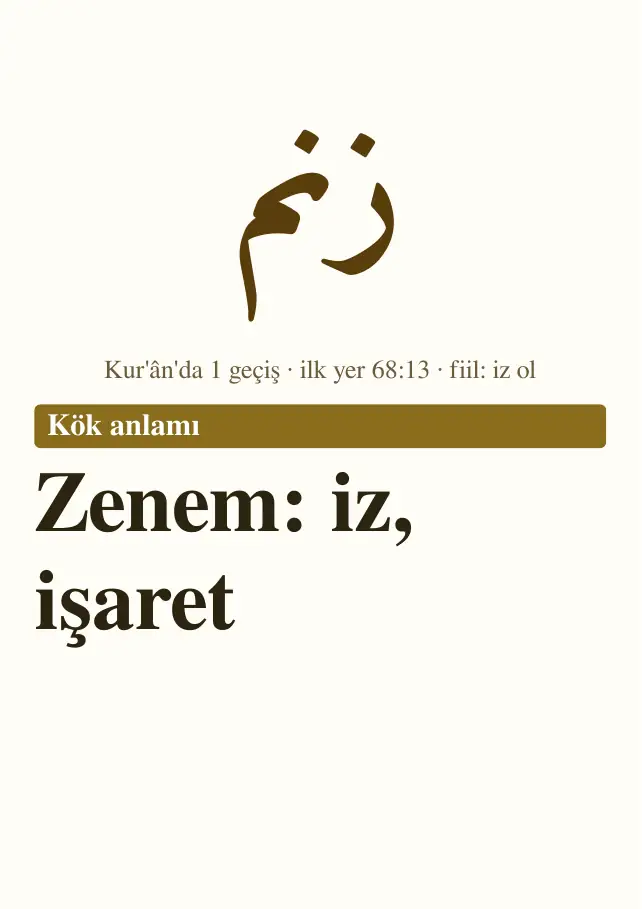 زنم
Kur'ân'da 1 geçiş · ilk yer 68:13 · fiil: iz ol
Kök anlamı
Zenem: iz,
işaret